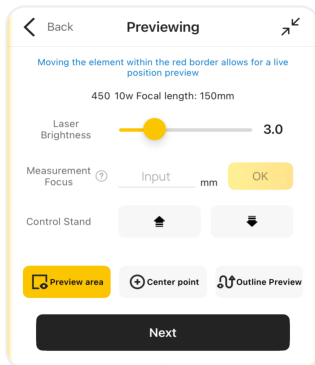 Back
Previewing
Moving the element within the red border allows for a live
position preview
450 10w Focal length: 150mm
Laser
Brightness
3.0
Measurement
Focus
?
Input
mm
OK
Control Stand
Preview area
Center point
Outline Preview
Next